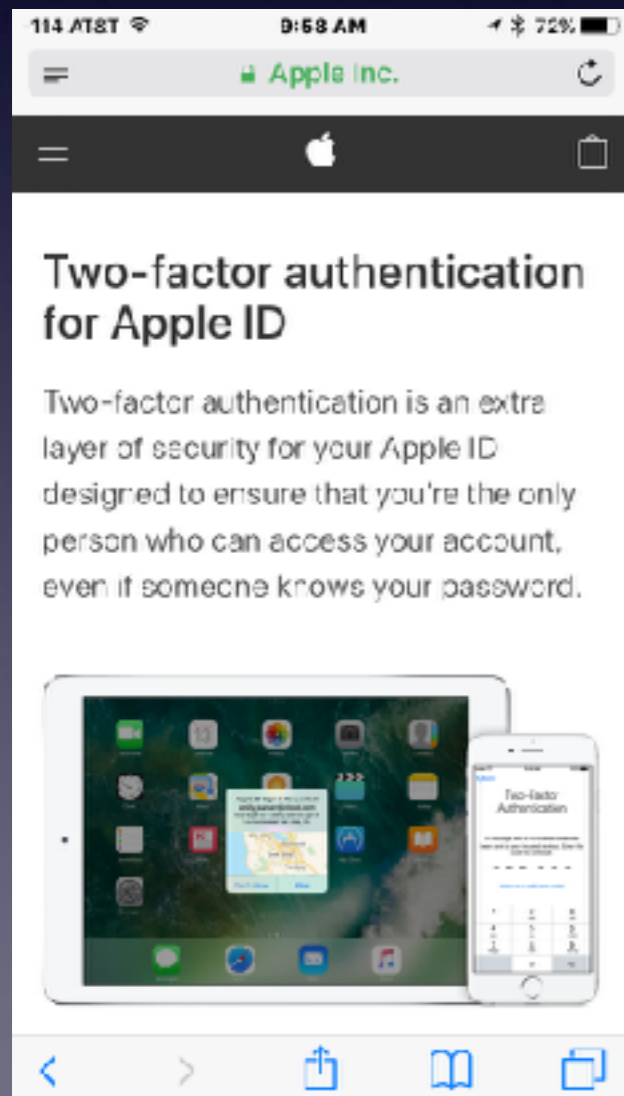 114 AT&T
9:58 AM
72%
Apple Inc.
Two-factor authentication
for Apple ID
Two-factor authentication is an extra
layer of security for your Apple ID
designed to ensure that you're the only
person who can access your account,
even if someone knows your password.
Two-Factor
Authentication